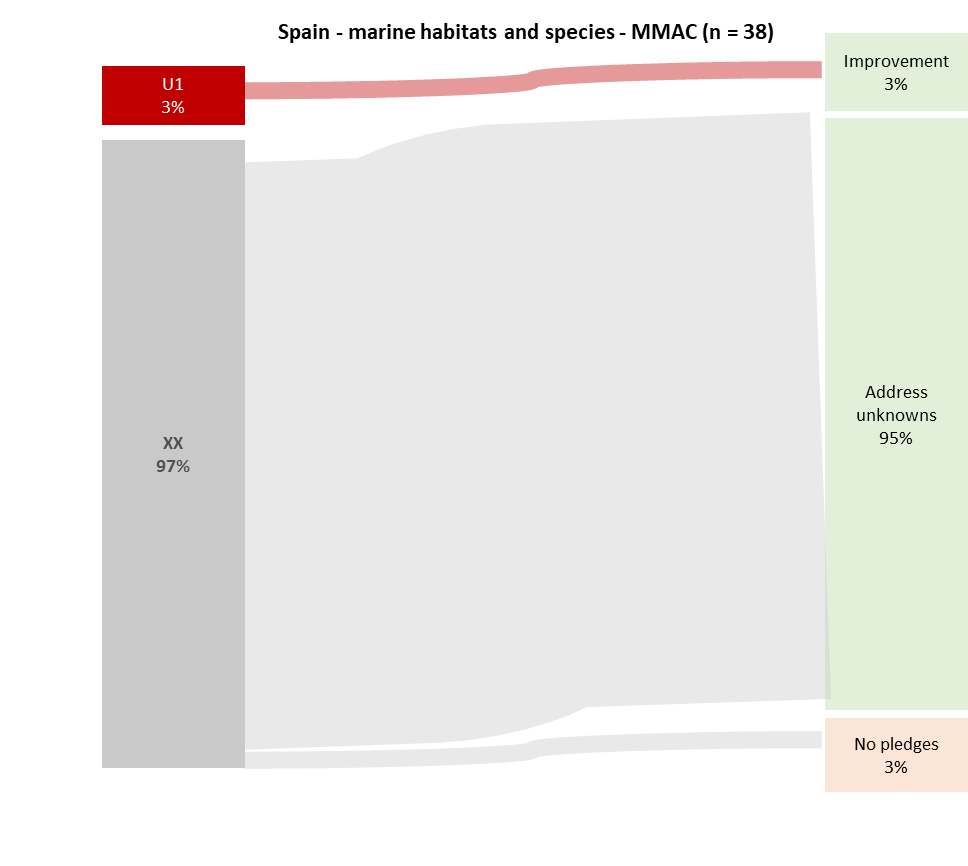 Spain - marine habitats and species - MMAC (n = 38)
U1
3%
XX
97%
Improvement
3%
Address
unknowns
95%
No pledges
3%